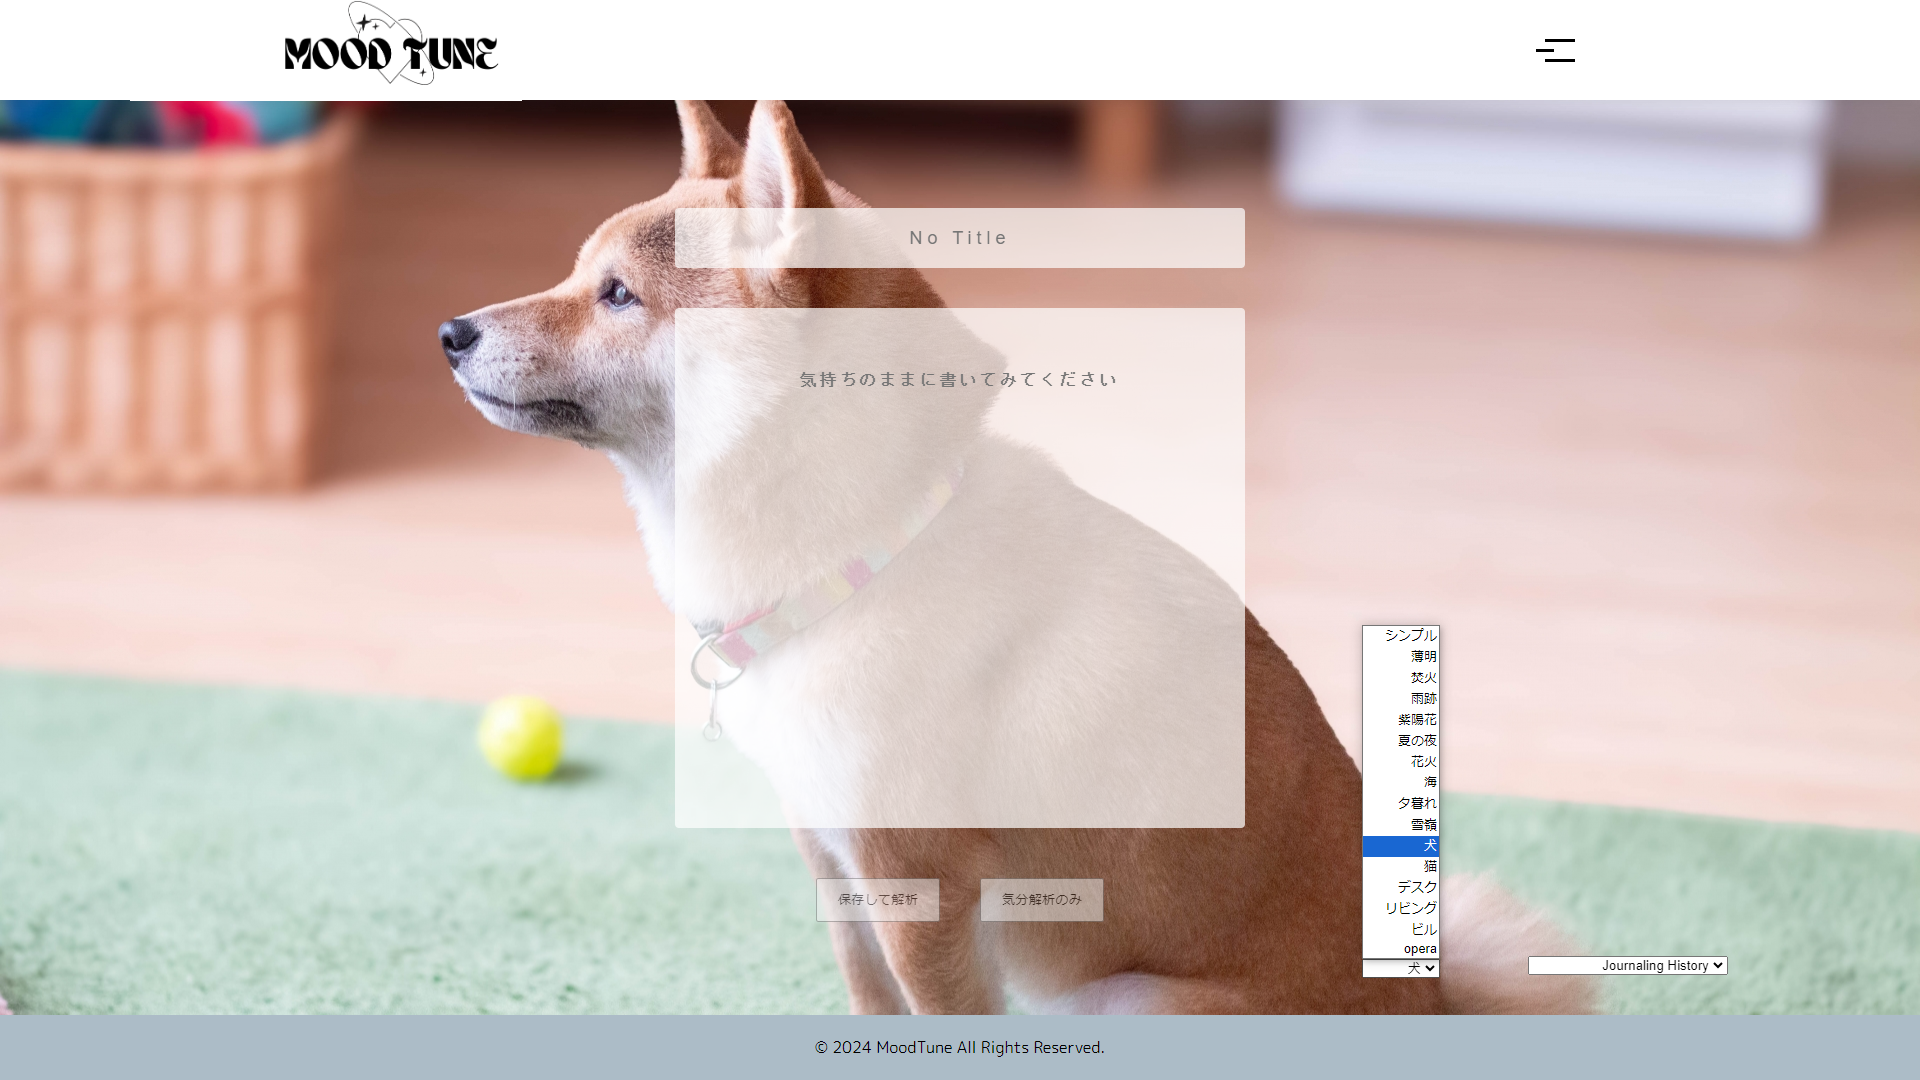 MOOD TUNE
No Title
気持ちのままに書いてみてください
保存して解析
気分解析のみ
シンプル
薄明
焚火
雨跡
紫陽花
夏の夜
花火
海
夕暮れ
雪嶺
犬
猫
デスク
リビング
ビル
opera
犬
Journaling History
© 2024 MoodTune All Rights Reserved.